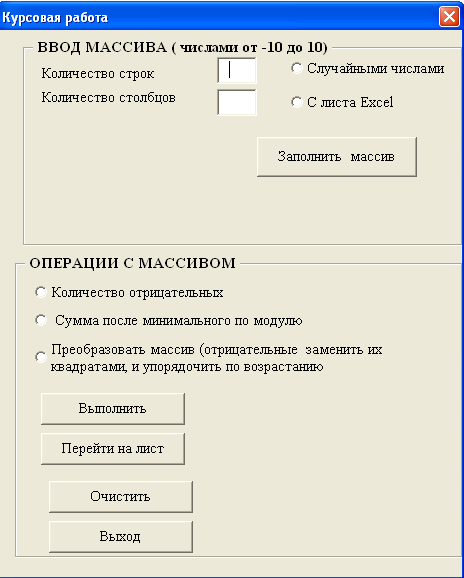 Курсовая работа
ВВОД МАССИВА ( числами от -10 до 10)
Количество строк
Случайными числами
Количество столбцов
С листа Excel
Заполнить массив
ОПЕРАЦИИ С МАССИВОМ
Количество отрицательных
Сумма после минимального по модулю
Преобразовать массив (отрицательные заменить их
квадратами, и упорядочить по возрастанию
Выполнить
Перейти на лист
Очистить
Выход